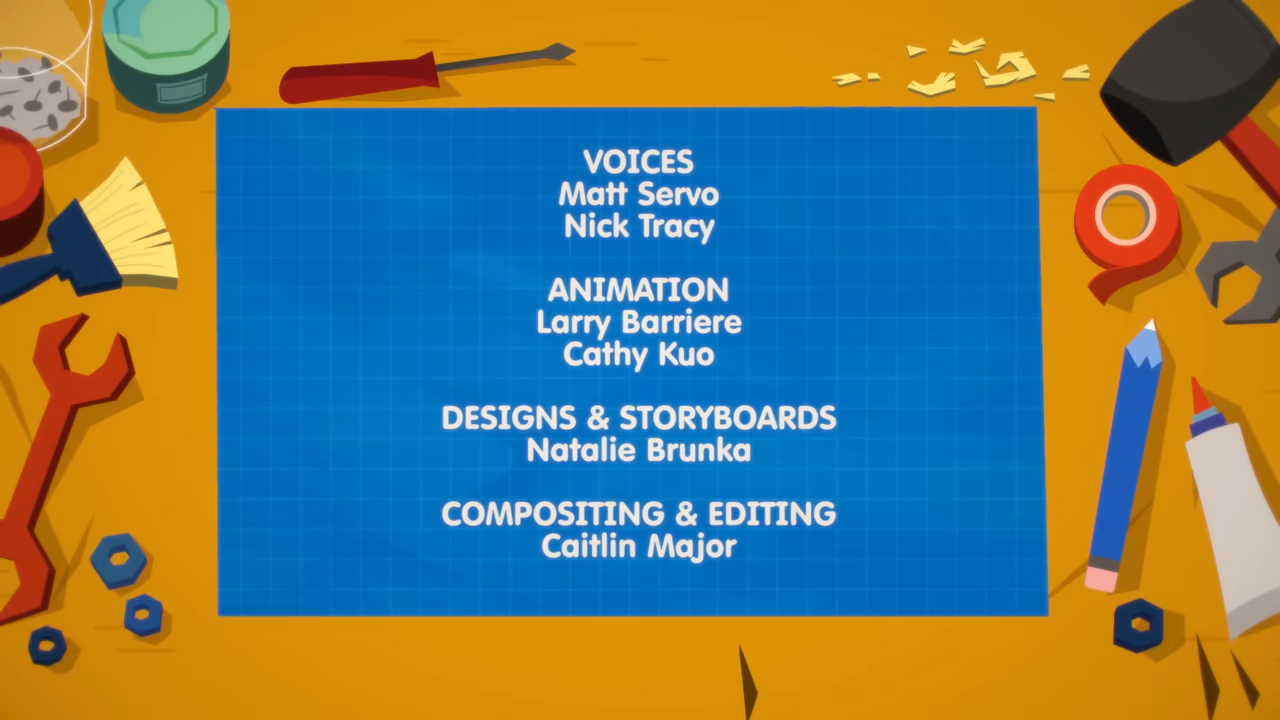 VOICES
Matt Servo
Nick Tracy
ANIMATION
Larry Barriere
Cathy Kuo
DESIGNS & STORYBOARDS
Natalie Brunka
COMPOSITING & EDITING
Caitlin Major